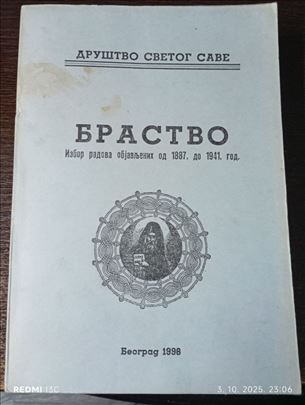 ДРУШТВО СВЕТОГ САВЕ
БРАСТВО
Избор радова објављених од 1887. до 1941. год.
Београд 1998
REDMI 13C
3. 10. 2025. 23:06